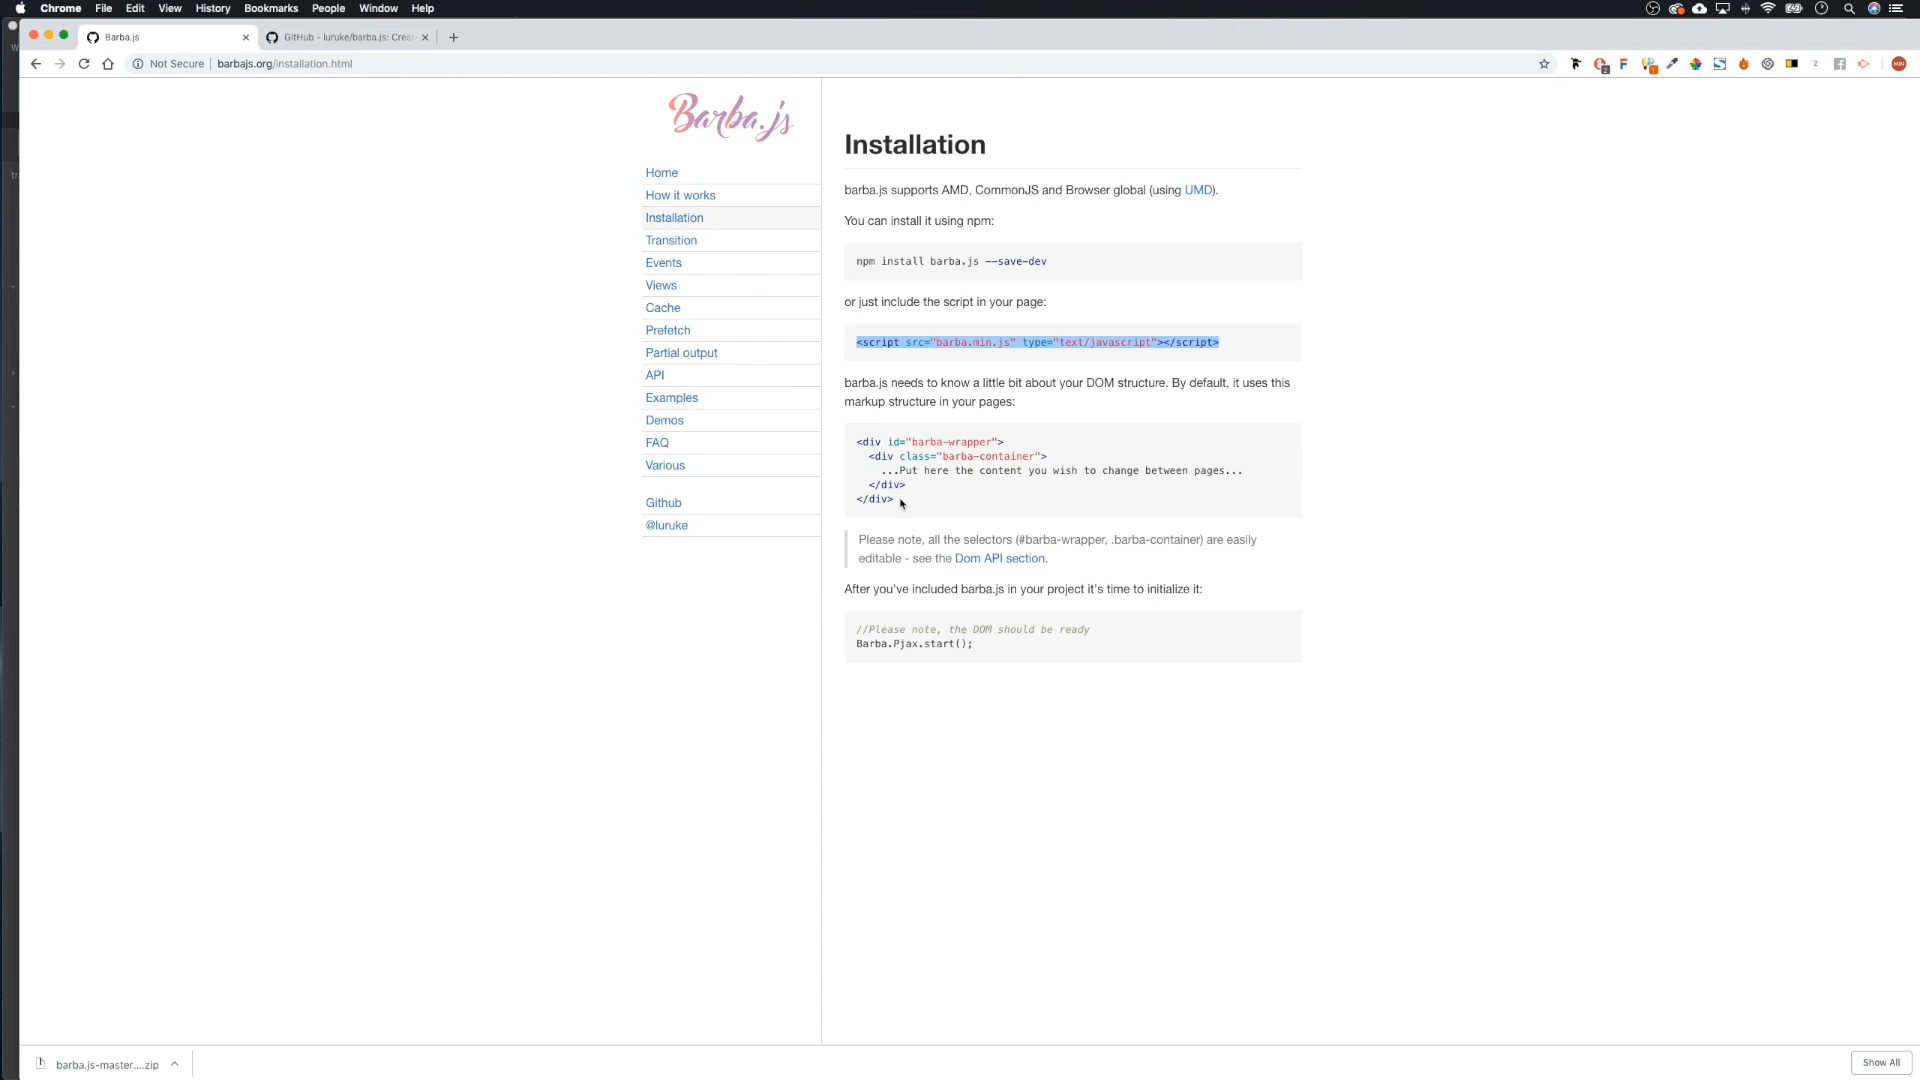 Chrome File Edit View History Bookmarks People Window Help
Barba.js
GitHub - luruke/barba.js: Creat
Not Secure | barbajs.org/installation.html
Barba.js
Home
How it works
Installation
Transition
Events
Views
Cache
Prefetch
Partial output
API
Examples
Demos
FAQ
Various
Github
@luruke
Installation
barba.js supports AMD, CommonJS and Browser global (using UMD).
You can install it using npm:
npm install barba.js --save-dev
or just include the script in your page:
<script src="barba.min.js" type="text/javascript"></script>
barba.js needs to know a little bit about your DOM structure. By default, it uses this
markup structure in your pages:
<div id="barba-wrapper">
<div class="barba-container">
...Put here the content you wish to change between pages...
</div>
</div>
Please note, all the selectors (#barba-wrapper, .barba-container) are easily
editable - see the Dom API section.
After you've included barba.js in your project it's time to initialize it:
//Please note, the DOM should be ready
Barba.Pjax.start();
barba.js-master....zip
Show All